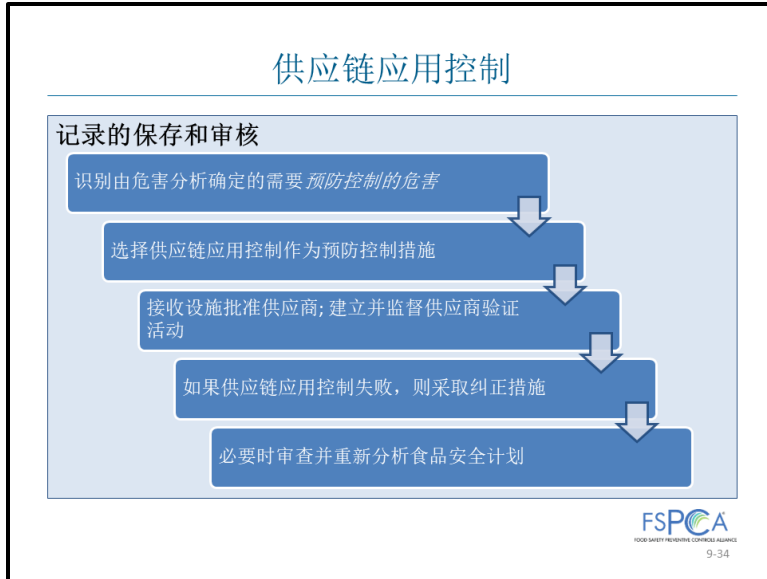 供应链应用控制
记录的保存和审核
识别由危害分析确定的需要预防控制的危害
选择供应链应用控制作为预防控制措施
接收设施批准供应商; 建立并监督供应商验证
活动
如果供应链应用控制失败，则采取纠正措施
必要时审查并重新分析食品安全计划
FSPCA
FOOD SAFETY PREVENTIVE CONTROLS ALLIANCE
9-34